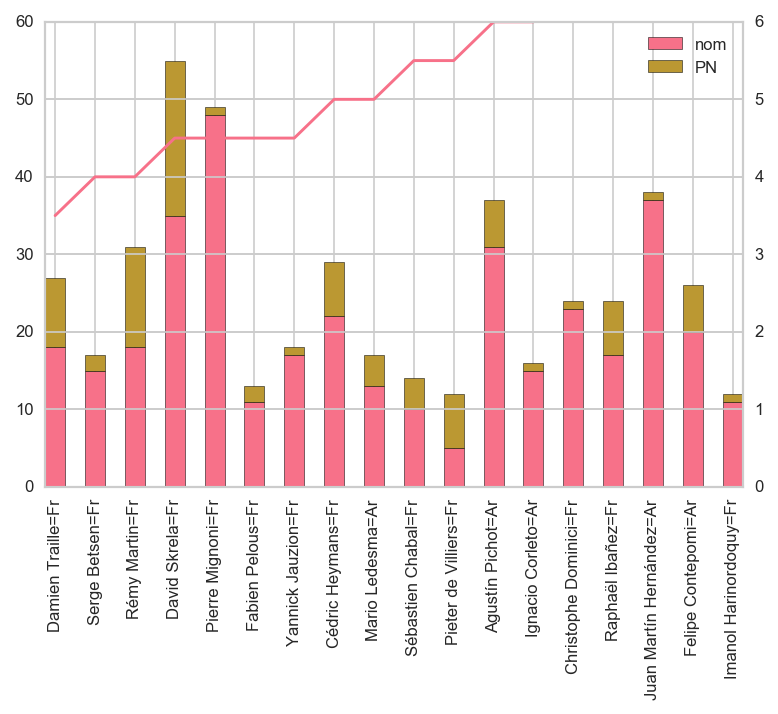 60
50
40
30
20
10
0
6
5
4
3
2
1
0
nom
PN
Damien Traille=Fr
Serge Betsen=Fr
Rémy Martin=Fr
David Skrela=Fr
Pierre Mignoni=Fr
Fabien Pelous=Fr
Yannick Jauzion=Fr
Cédric Heymans=Fr
Mario Ledesma=Ar
Sébastien Chabal=Fr
Pieter de Villiers=Fr
Agustín Pichot=Ar
Ignacio Corleto=Ar
Christophe Dominici=Fr
Raphaël Ibañez=Fr
Juan Martín Hernández=Ar
Felipe Contepomi=Ar
Imanol Harinordoquy=Fr